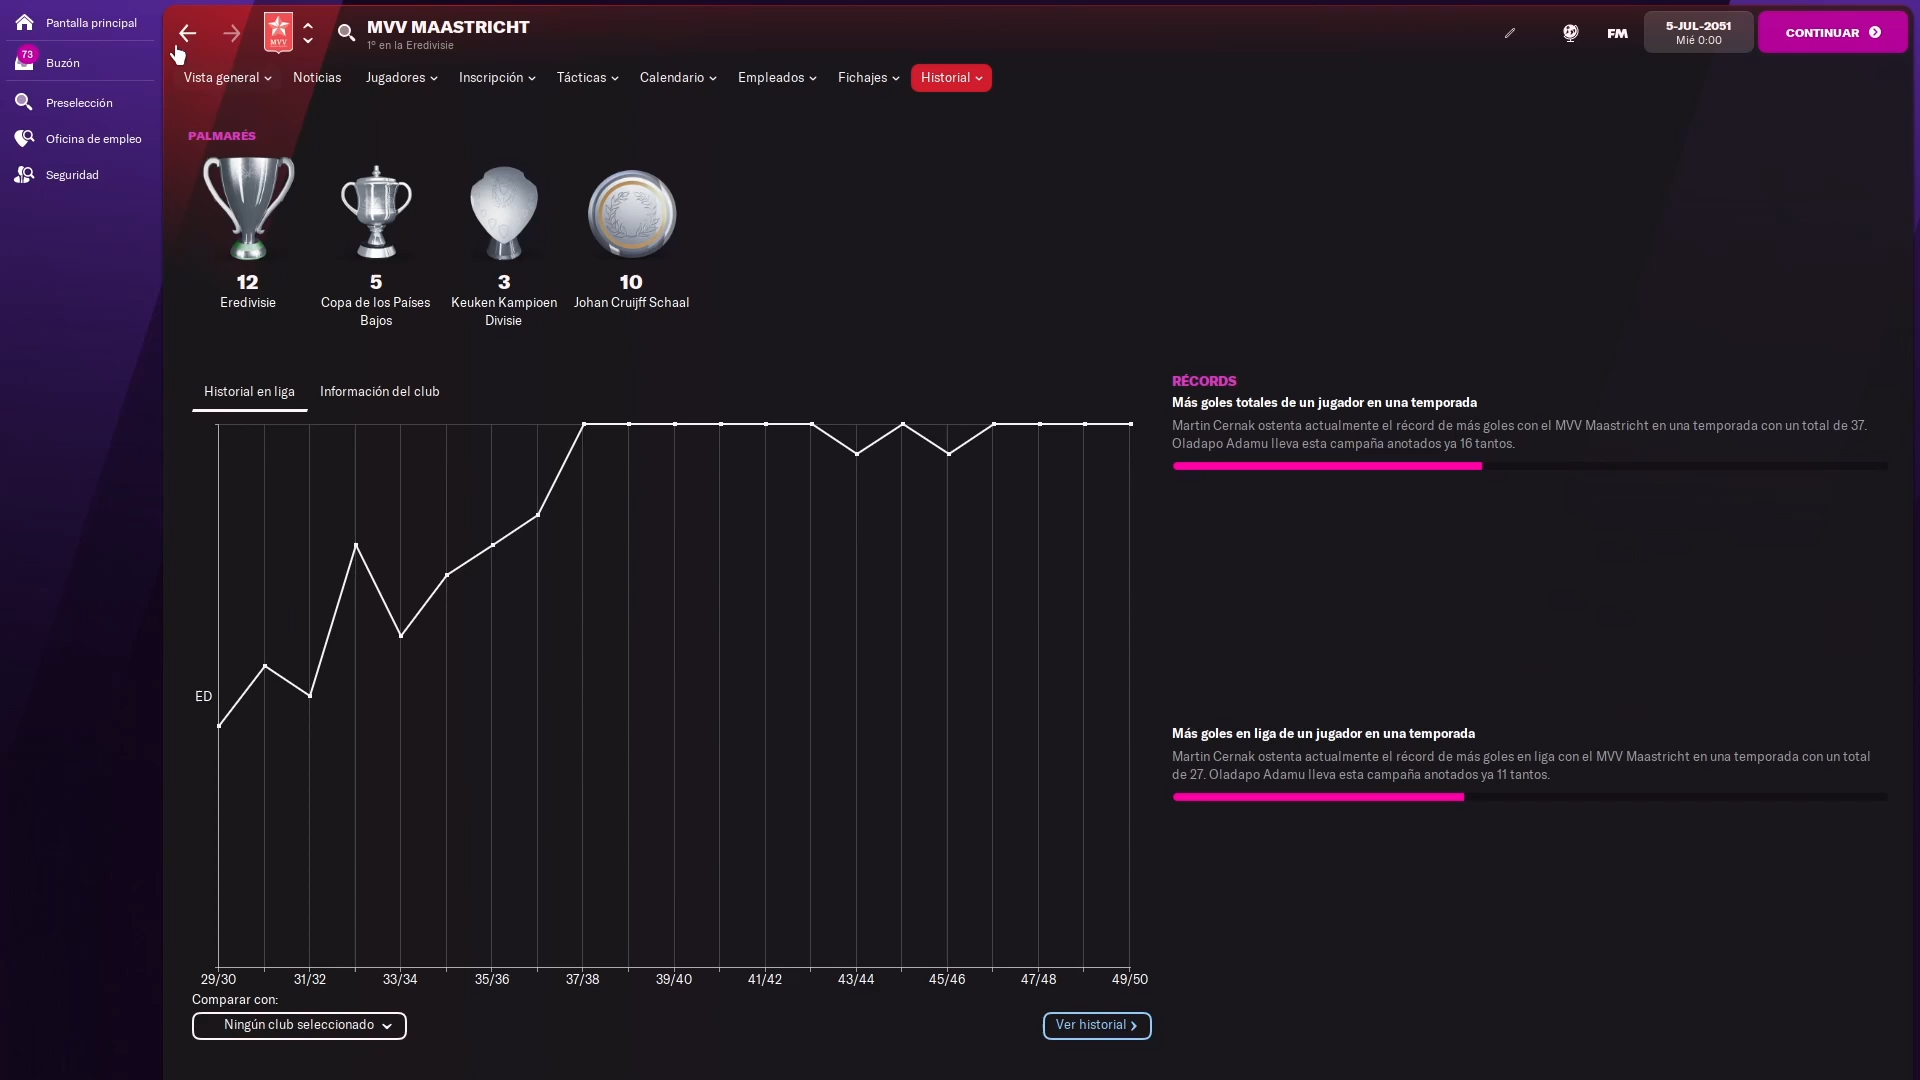 Pantalla principal
73
Buzón
Preselección
Oficina de empleo
Seguridad
MVV
MVV MAASTRICHT
1º en la Eredivisie
FM
5-JUL-2051
Mié 0:00
CONTINUAR
Vista general
Noticias
Jugadores
Inscripción
Tácticas
Calendario
Empleados
Fichajes
Historial
PALMARÉS
12
Eredivisie
5
Copa de los Países
Bajos
3
Keuken Kampioen
Divisie
10
Johan Cruijff Schaal
Historial en liga
Información del club
ED
29/30
31/32
33/34
35/36
37/38
39/40
41/42
43/44
45/46
47/48
49/50
Comparar con:
Ningún club seleccionado
Ver historial
RÉCORDS
Más goles totales de un jugador en una temporada
Martin Cernak ostenta actualmente el récord de más goles con el MVV Maastricht en una temporada con un total de 37.
Oladapo Adamu lleva esta campaña anotados ya 16 tantos.
Más goles en liga de un jugador en una temporada
Martin Cernak ostenta actualmente el récord de más goles en liga con el MVV Maastricht en una temporada con un total
de 27. Oladapo Adamu lleva esta campaña anotados ya 11 tantos.